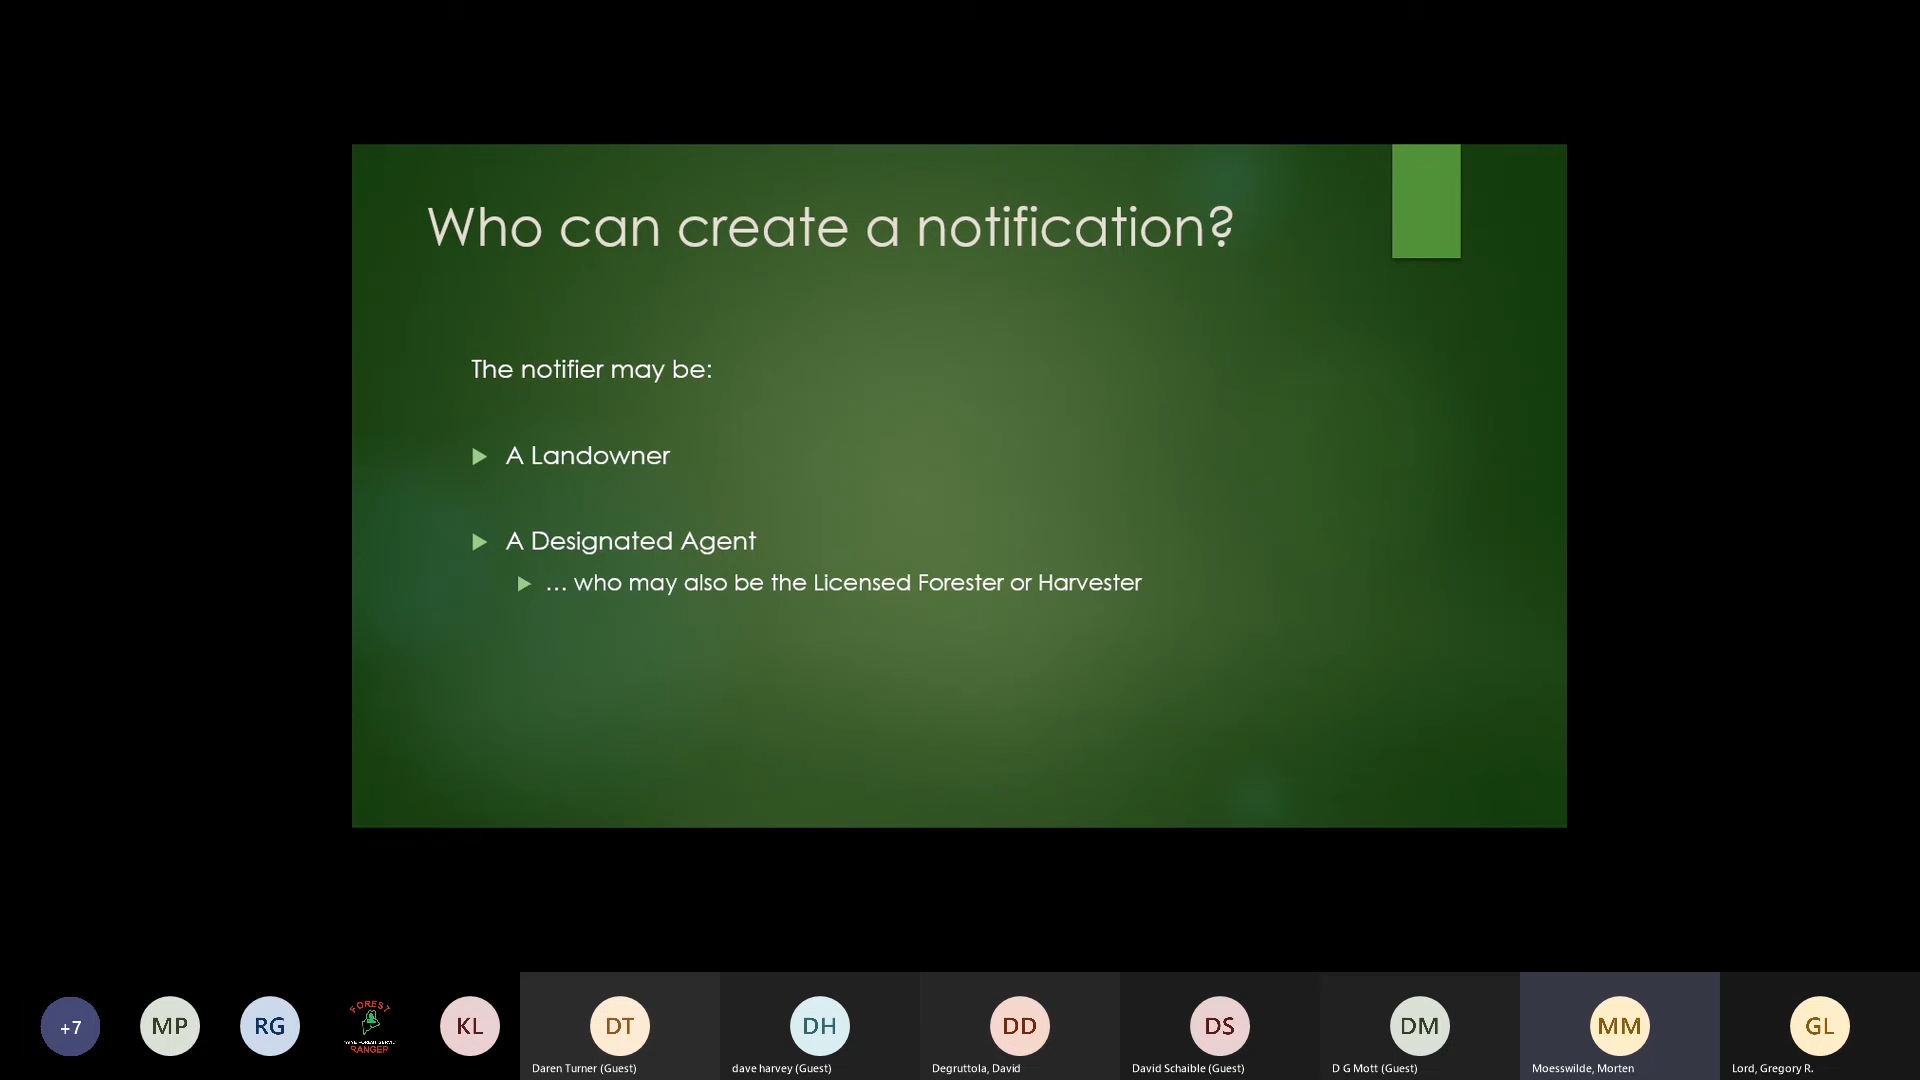 Who can create a notification?
The notifier may be:
A Landowner
A Designated Agent
... who may also be the Licensed Forester or Harvester
+7
MP
RG
FOREST
RANGER
KL
DT
DH
DD
DS
DM
MM
GL
Daren Turner (Guest)
dave harvey (Guest)
Degruttola, David
David Schaible (Guest)
D G Mott (Guest)
Moesswilde, Morten
Lord, Gregory R.